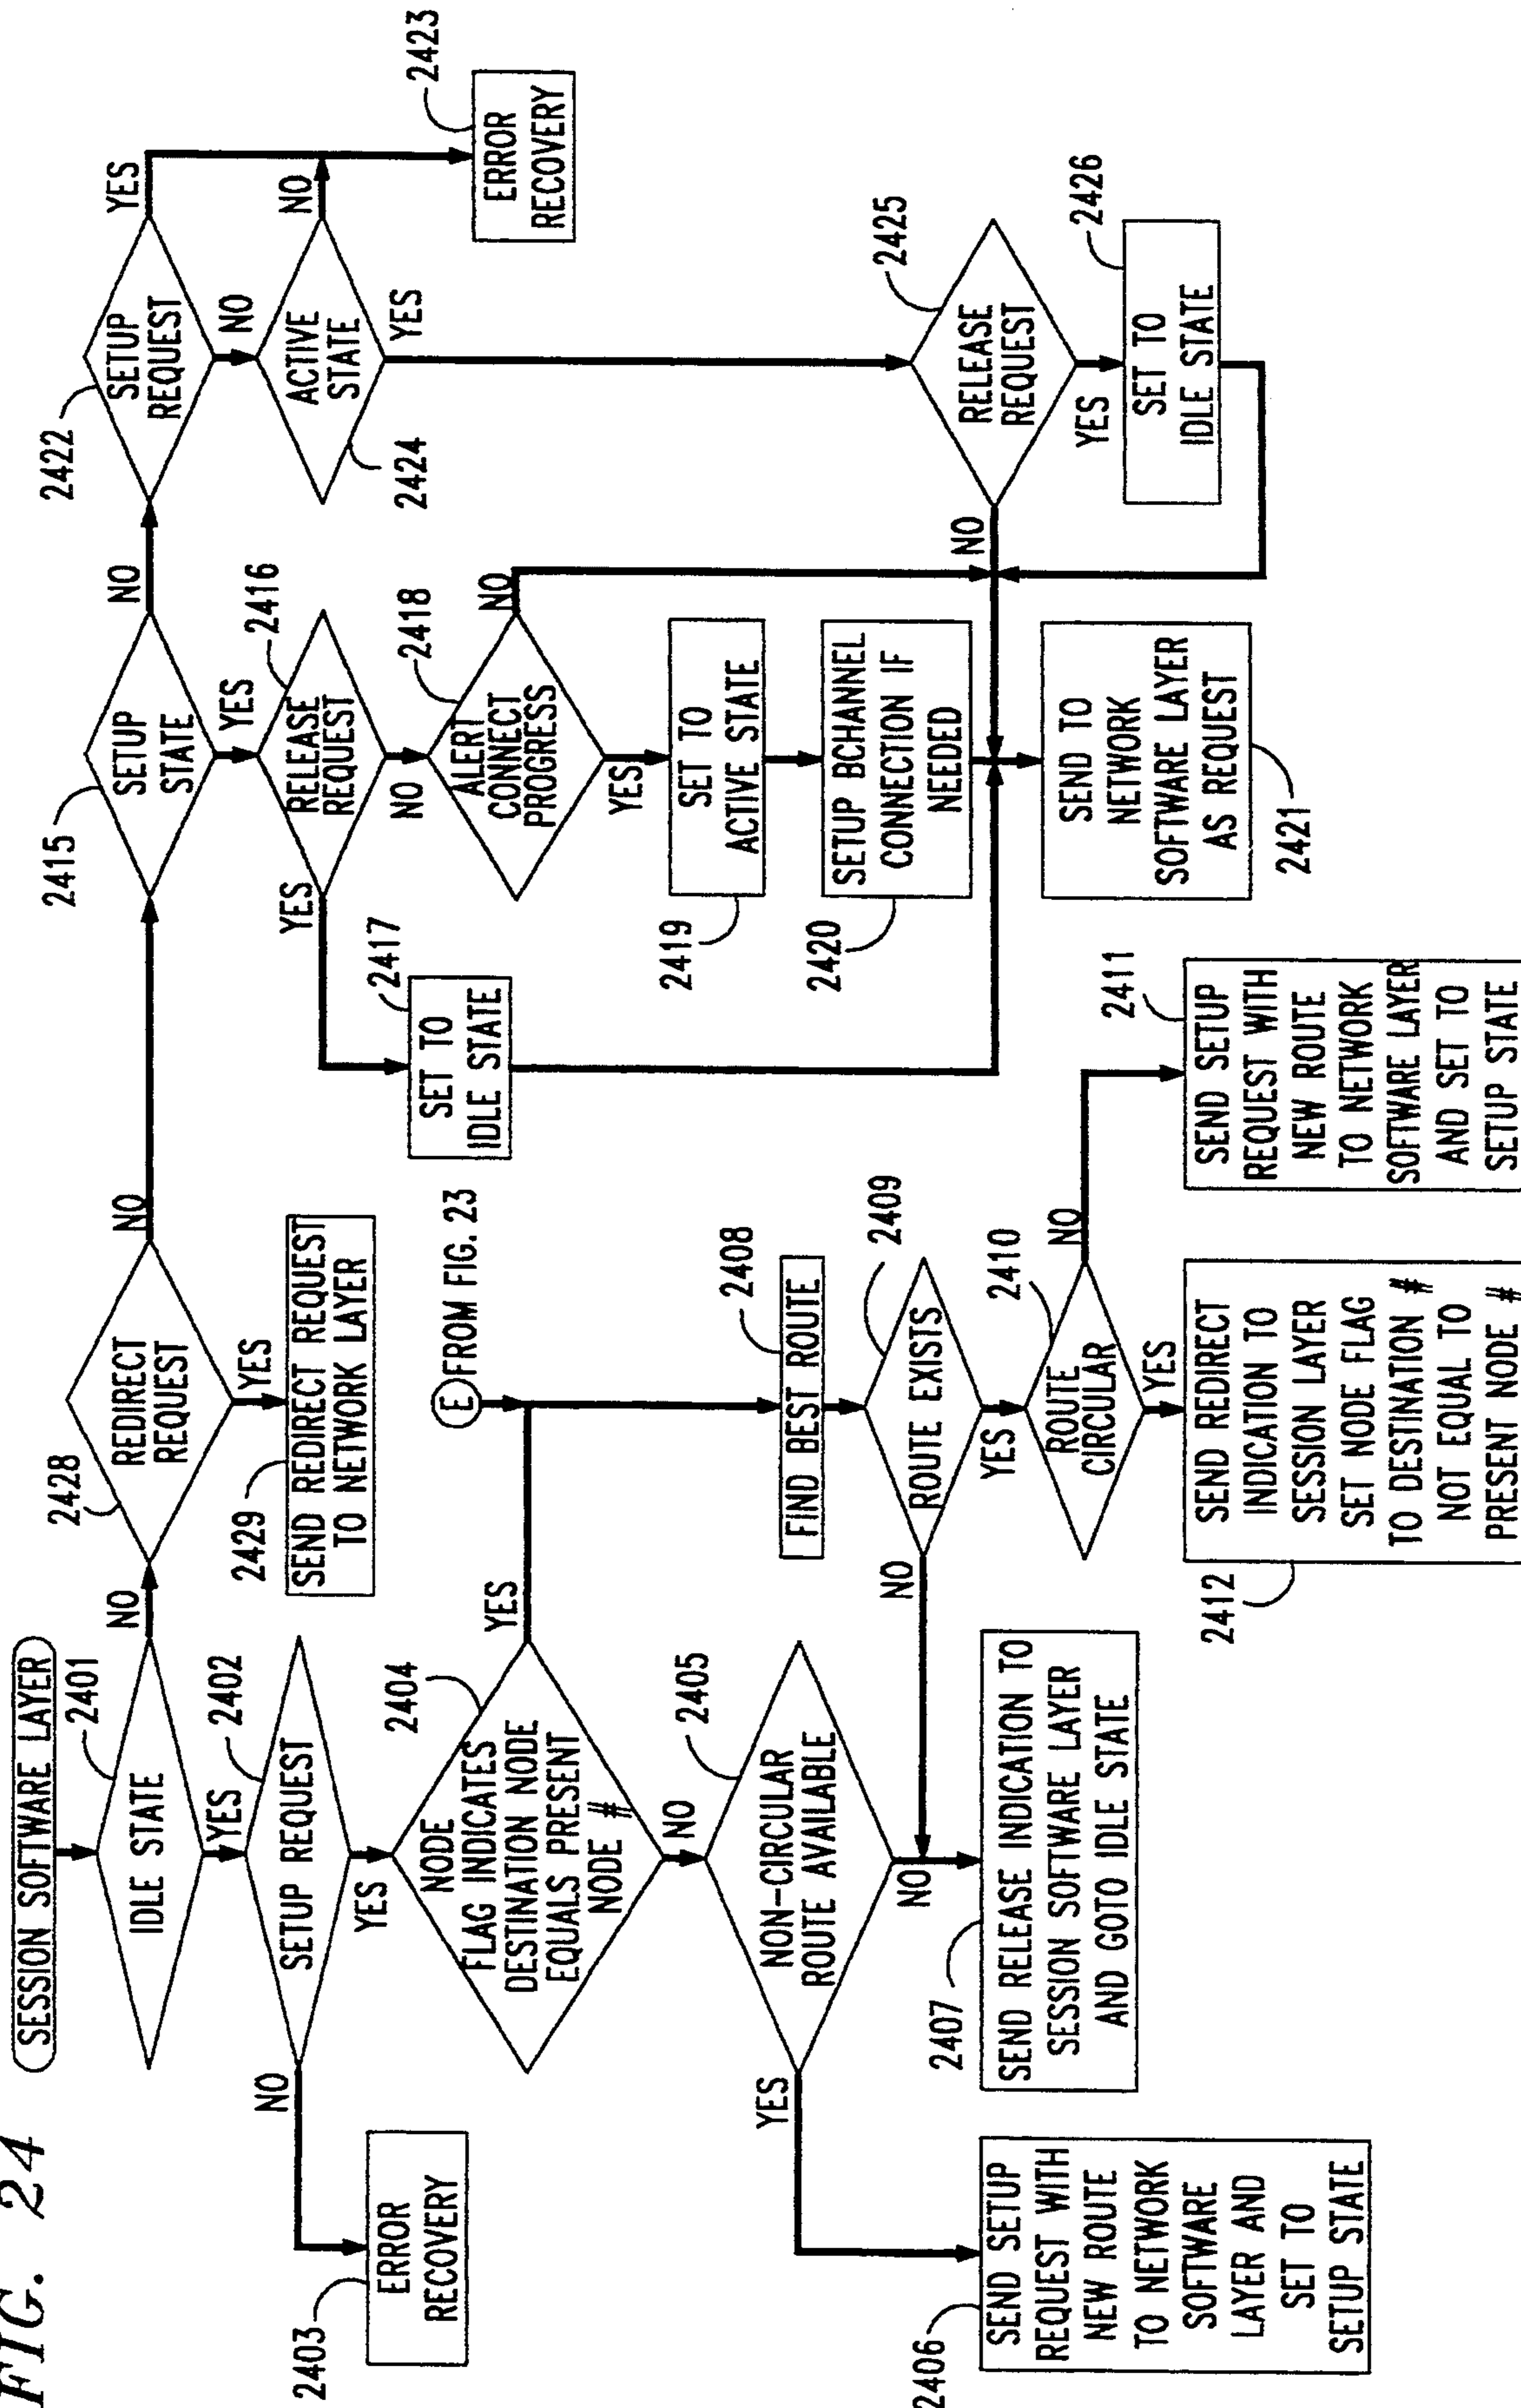 FIG. 24
SESSION SOFTWARE LAYER
2401
IDLE STATE
NO
YES
2402
SETUP REQUEST
NO
YES
2403
ERROR
RECOVERY
2404
NODE
FLAG INDICATES
DESTINATION NODE
EQUALS PRESENT
NODE #
YES
NO
2405
NON-CIRCULAR
ROUTE AVAILABLE
YES
NO
2406
SEND SETUP
REQUEST WITH
NEW ROUTE
TO NETWORK
SOFTWARE
LAYER AND
SET TO
SETUP STATE
2407
SEND RELEASE INDICATION TO
SESSION SOFTWARE LAYER
AND GOTO IDLE STATE
2428
REDIRECT
REQUEST
NO
YES
2429
SEND REDIRECT REQUEST
TO NETWORK LAYER
E
FROM FIG. 23
2408
FIND BEST ROUTE
2409
ROUTE EXISTS
NO
YES
2410
ROUTE
CIRCULAR
NO
YES
2412
SEND REDIRECT
INDICATION TO
SESSION LAYER
SET NODE FLAG
TO DESTINATION #
NOT EQUAL TO
PRESENT NODE #
2411
SEND SETUP
REQUEST WITH
NEW ROUTE
TO NETWORK
SOFTWARE LAYER
AND SET TO
SETUP STATE
2415
SETUP
STATE
NO
YES
2416
RELEASE
REQUEST
YES
NO
2417
SET TO
IDLE STATE
2418
ALERT
CONNECT
PROGRESS
NO
YES
2419
SET TO
ACTIVE STATE
2420
SETUP BCHANNEL
CONNECTION IF
NEEDED
SEND TO
NETWORK
SOFTWARE LAYER
AS REQUEST
2421
2422
SETUP
REQUEST
YES
NO
2424
ACTIVE
STATE
NO
YES
2423
ERROR
RECOVERY
2425
RELEASE
REQUEST
NO
YES
2426
SET TO
IDLE STATE